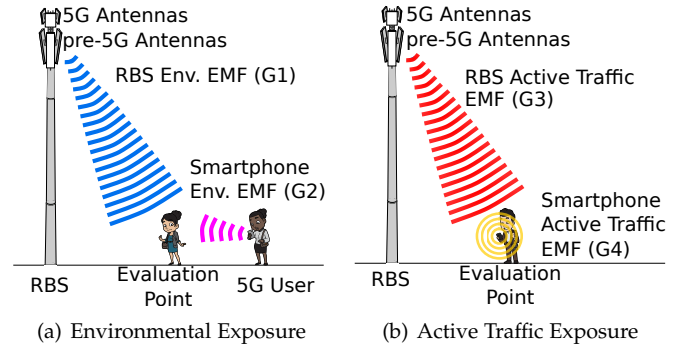 5G Antennas
pre-5G Antennas
RBS Env. EMF (G1)
Smartphone
Env. EMF (G2)
RBS
Evaluation
Point
5G User
(a) Environmental Exposure
5G Antennas
pre-5G Antennas
RBS Active Traffic
EMF (G3)
Smartphone
Active Traffic
EMF (G4)
RBS
Evaluation
Point
(b) Active Traffic Exposure